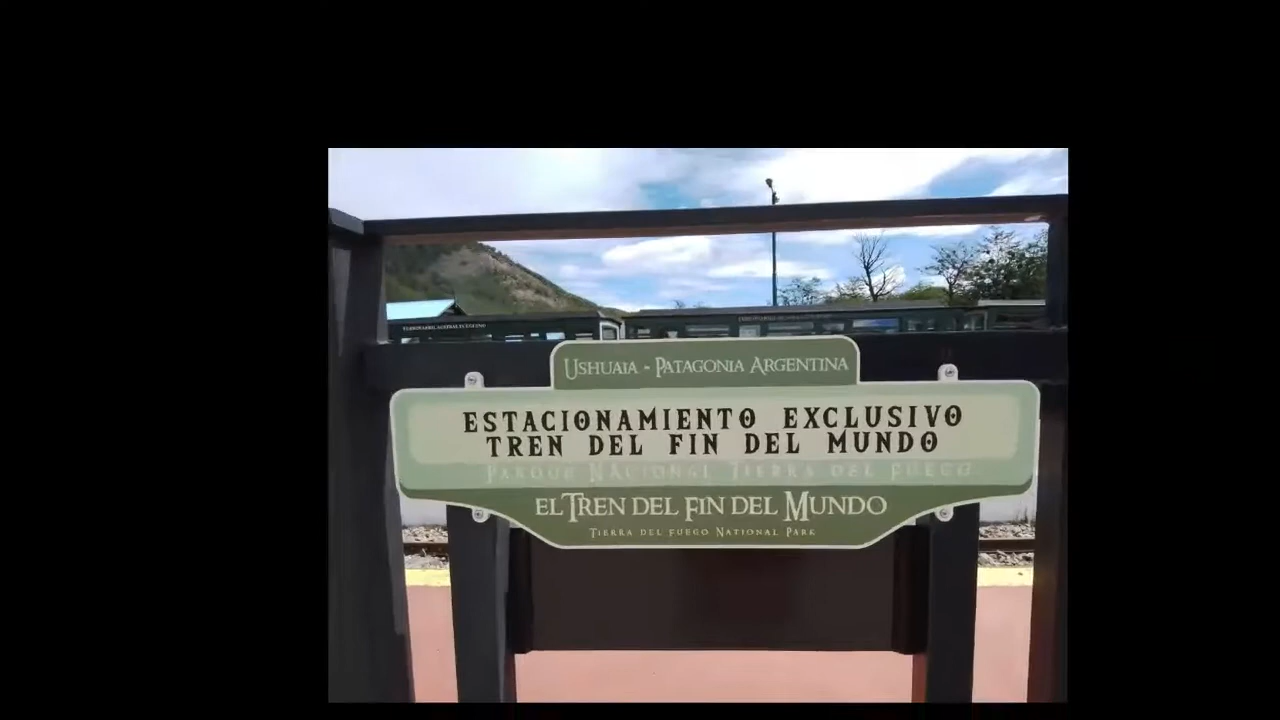 USHUAIA - PATAGONIA ARGENTINA
ESTACIONAMIENTO EXCLUSIVO
TREN DEL FIN DEL MUNDO
PARQUE NACIONAL TIERRA DEL FUEGO
EL TREN DEL FIN DEL MUNDO
TIERRA DEL FUEGO NATIONAL PARK